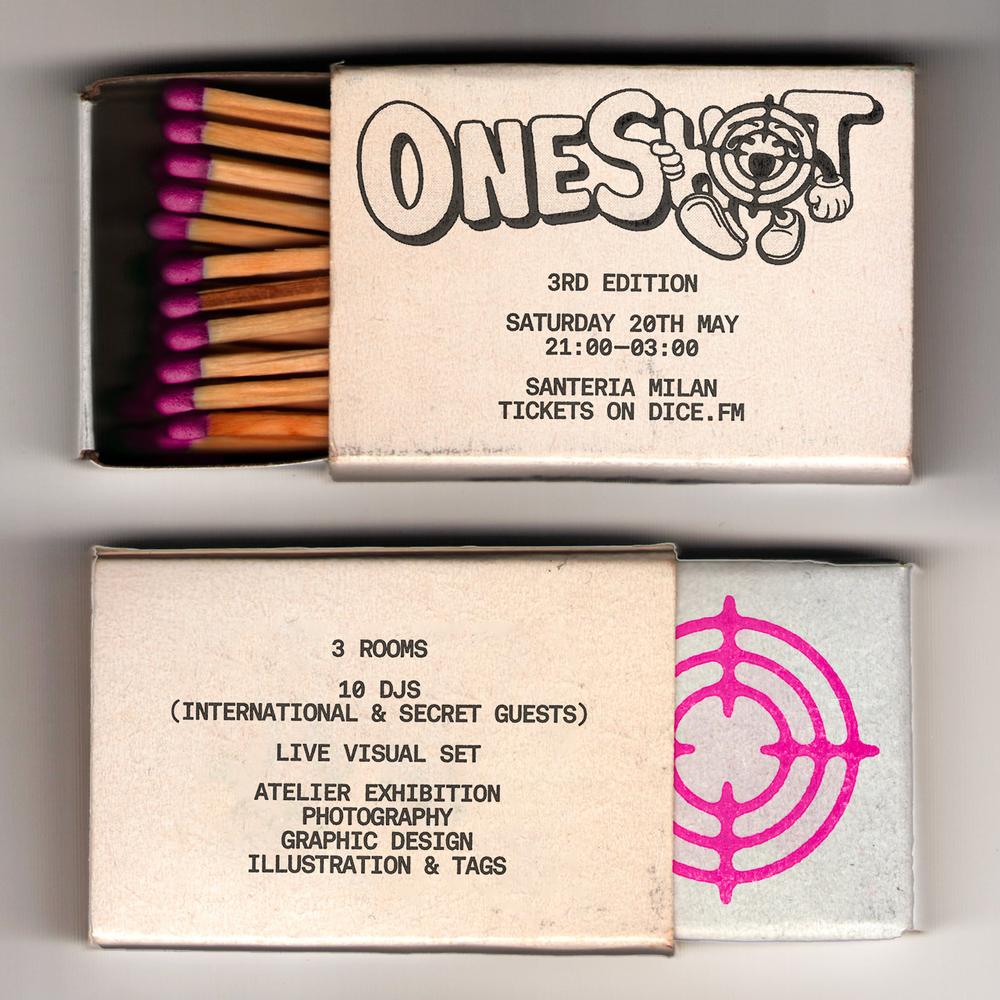 ONESHOT
3RD EDITION
SATURDAY 20TH MAY
21:00—03:00
SANTERIA MILAN
TICKETS ON DICE.FM
3 ROOMS
10 DJS
(INTERNATIONAL & SECRET GUESTS)
LIVE VISUAL SET
ATELIER EXHIBITION
PHOTOGRAPHY
GRAPHIC DESIGN
ILLUSTRATION & TAGS